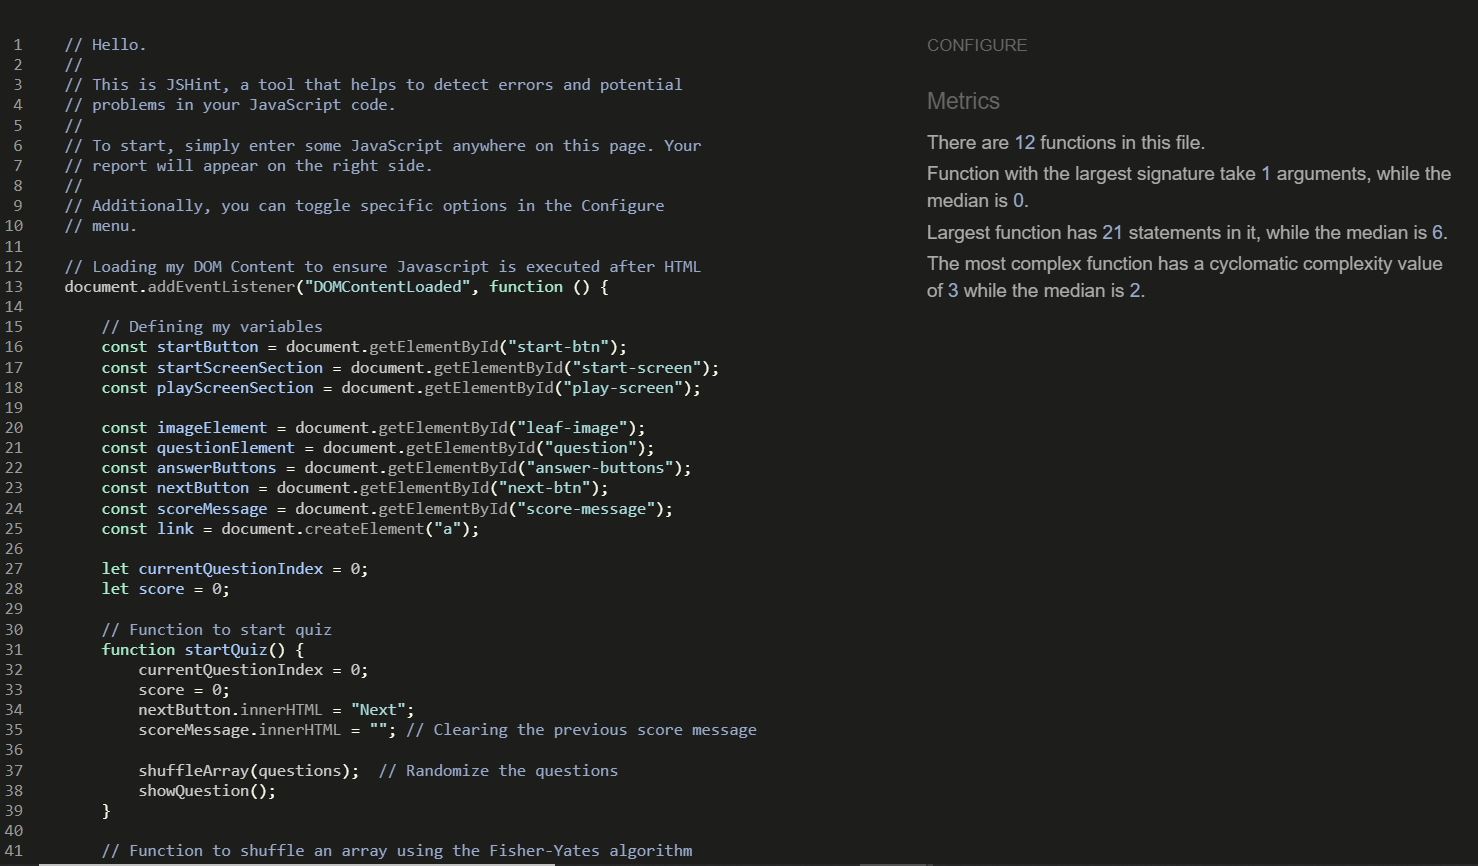 1 // Hello.
2 //
3 // This is JSHint, a tool that helps to detect errors and potential
4 // problems in your JavaScript code.
5 //
6 // To start, simply enter some JavaScript anywhere on this page. Your
7 // report will appear on the right side.
8 //
9 // Additionally, you can toggle specific options in the Configure
10 // menu.
11
12 // Loading my DOM Content to ensure Javascript is executed after HTML
13 document.addEventListener("DOMContentLoaded", function () {
14
15     // Defining my variables
16     const startButton = document.getElementById("start-btn");
17     const startScreenSection = document.getElementById("start-screen");
18     const playScreenSection = document.getElementById("play-screen");
19
20     const imageElement = document.getElementById("leaf-image");
21     const questionElement = document.getElementById("question");
22     const answerButtons = document.getElementById("answer-buttons");
23     const nextButton = document.getElementById("next-btn");
24     const scoreMessage = document.getElementById("score-message");
25     const link = document.createElement("a");
26
27     let currentQuestionIndex = 0;
28     let score = 0;
29
30     // Function to start quiz
31     function startQuiz() {
32         currentQuestionIndex = 0;
33         score = 0;
34         nextButton.innerHTML = "Next";
35         scoreMessage.innerHTML = ""; // Clearing the previous score message
36
37         shuffleArray(questions);  // Randomize the questions
38         showQuestion();
39     }
40
41     // Function to shuffle an array using the Fisher-Yates algorithm
CONFIGURE
Metrics
There are 12 functions in this file.
Function with the largest signature take 1 arguments, while the
median is 0.
Largest function has 21 statements in it, while the median is 6.
The most complex function has a cyclomatic complexity value
of 3 while the median is 2.